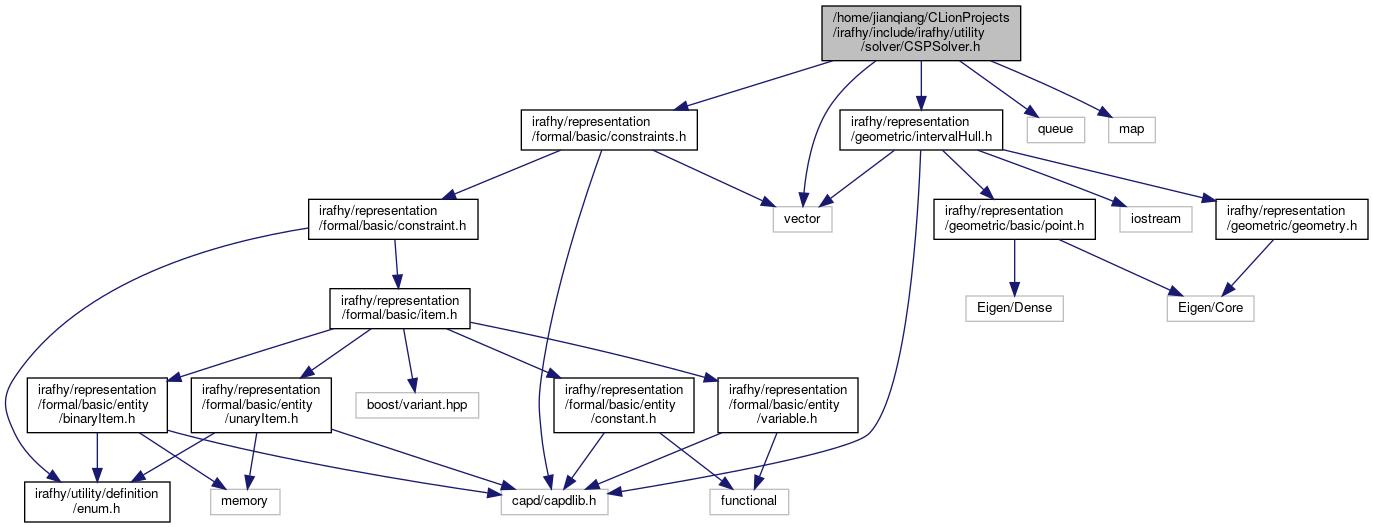 /home/jianqiang/CLionProjects
/irafhy/include/irafhy/utility
/solver/CSPSolver.h
irafhy/representation
/formal/basic/constraints.h
irafhy/representation
/geometric/intervalHull.h
queue
map
irafhy/representation
/formal/basic/constraint.h
vector
irafhy/representation
/geometric/basic/point.h
iostream
irafhy/representation
/geometric/geometry.h
irafhy/representation
/formal/basic/item.h
Eigen/Dense
Eigen/Core
irafhy/representation
/formal/basic/entity
/binaryItem.h
irafhy/representation
/formal/basic/entity
/unaryItem.h
boost/variant.hpp
irafhy/representation
/formal/basic/entity
/constant.h
irafhy/representation
/formal/basic/entity
/variable.h
irafhy/utility/definition
/enum.h
memory
capd/capdlib.h
functional